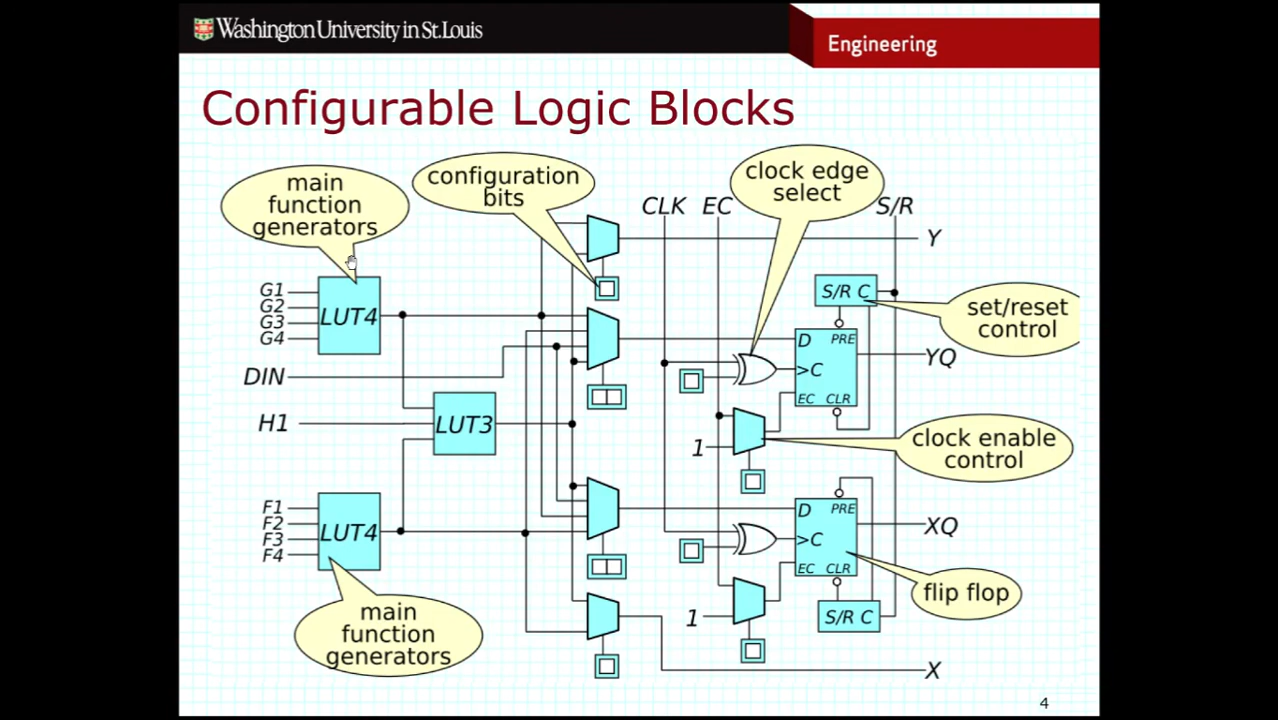 Washington University in St.Louis
Engineering
Configurable Logic Blocks
main
function
generators
configuration
bits
clock edge
select
CLK
EC
S/R
Y
G1
G2
G3
G4
LUT4
S/R C
set/reset
control
D
PRE
YQ
>C
EC
CLR
DIN
H1
LUT3
1
clock enable
control
F1
F2
F3
F4
LUT4
D
PRE
XQ
>C
EC
CLR
flip flop
1
S/R C
main
function
generators
X
4